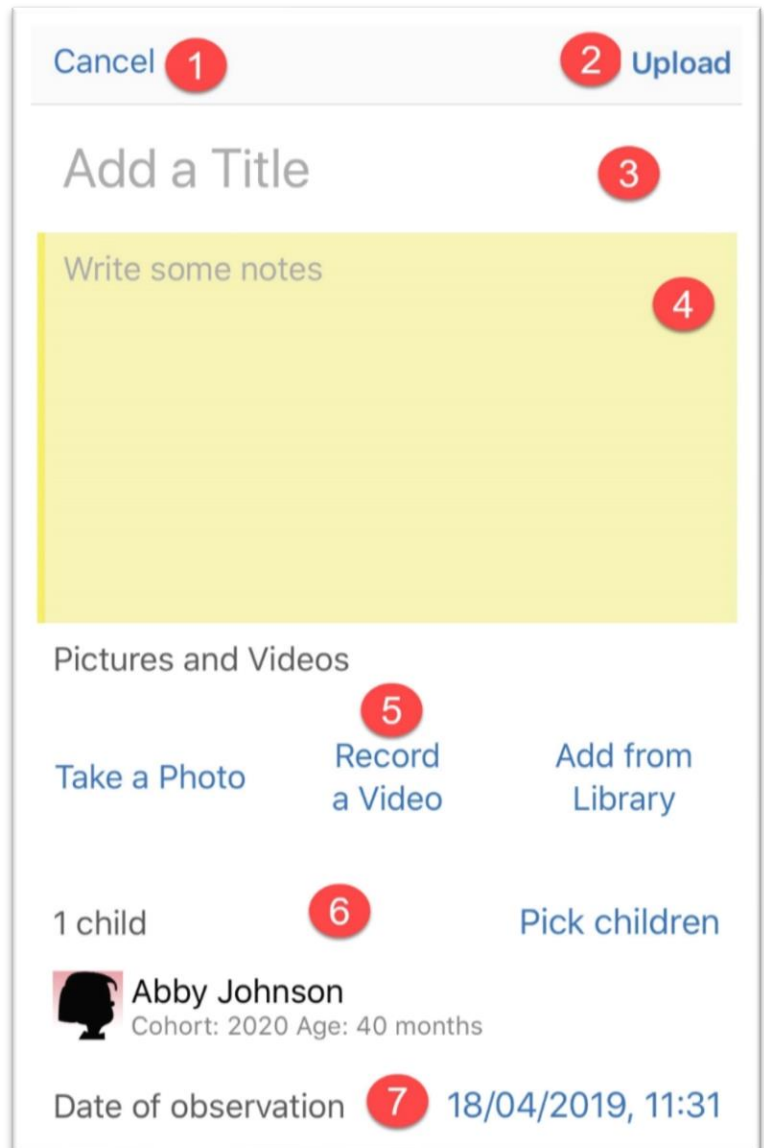 Cancel 1 2 Upload
Add a Title 3
Write some notes
4
Pictures and Videos
5
Take a Photo Record a Video Add from Library
1 child 6 Pick children
Abby Johnson
Cohort: 2020 Age: 40 months
Date of observation 7 18/04/2019, 11:31